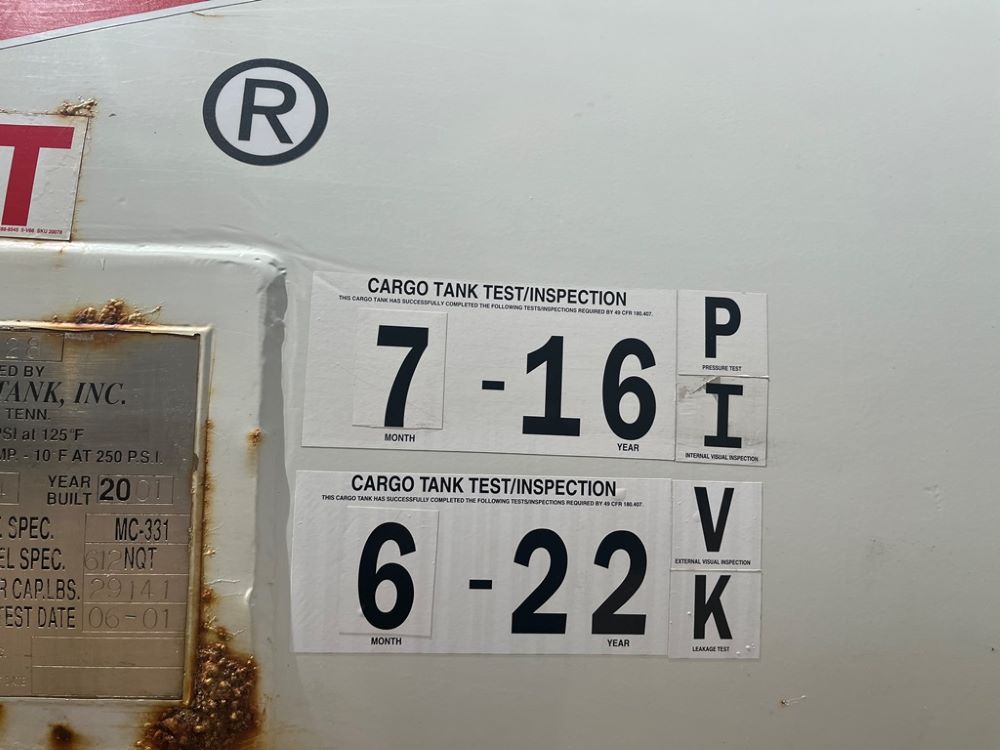 ®
T
CARGO TANK TEST/INSPECTION
THIS CARGO TANK HAS SUCCESSFULLY COMPLETED THE FOLLOWING TESTS/INSPECTIONS REQUIRED BY 49 CFR 180.407.
7 - 16
MONTH YEAR
P
PRESSURE TEST
I
INTERNAL VISUAL INSPECTION
CARGO TANK TEST/INSPECTION
THIS CARGO TANK HAS SUCCESSFULLY COMPLETED THE FOLLOWING TESTS/INSPECTIONS REQUIRED BY 49 CFR 180.407.
6 - 22
MONTH YEAR
V
EXTERNAL VISUAL INSPECTION
K
LEAKAGE TEST
28
ED BY
TANK, INC.
TENN.
PSI at 125°F
MP. - 10°F AT 250 P.S.I.
YEAR BUILT 2001
SPEC. MC-331
EL SPEC. 612NQT
R CAP.LBS. 29141
TEST DATE 06-01